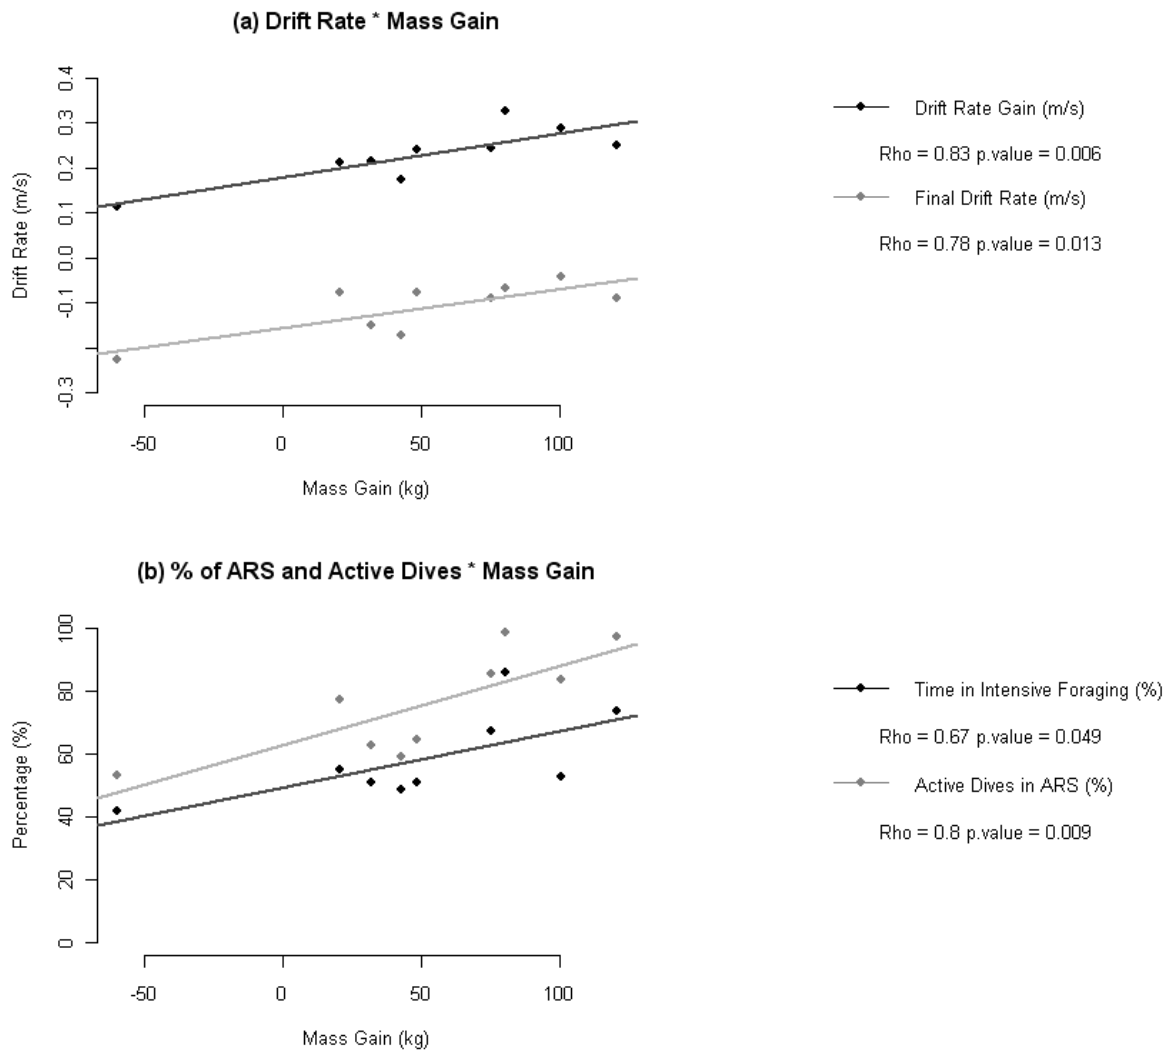 (a) Drift Rate * Mass Gain
0.4
0.3
0.2
0.1
0.0
-0.1
-0.3
Drift Rate (m/s)
-50 0 50 100
Mass Gain (kg)
Drift Rate Gain (m/s)
Rho = 0.83 p.value = 0.006
Final Drift Rate (m/s)
Rho = 0.78 p.value = 0.013
(b) % of ARS and Active Dives * Mass Gain
100
80
60
40
20
0
Percentage (%)
-50 0 50 100
Mass Gain (kg)
Time in Intensive Foraging (%)
Rho = 0.67 p.value = 0.049
Active Dives in ARS (%)
Rho = 0.8 p.value = 0.009